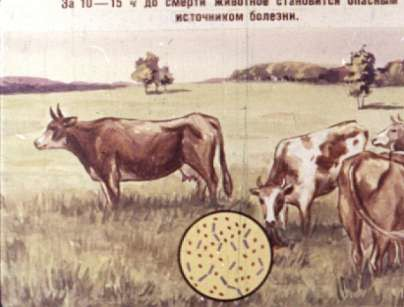 За 10—15 ч до смерти животное становится опасным
источником болезни.